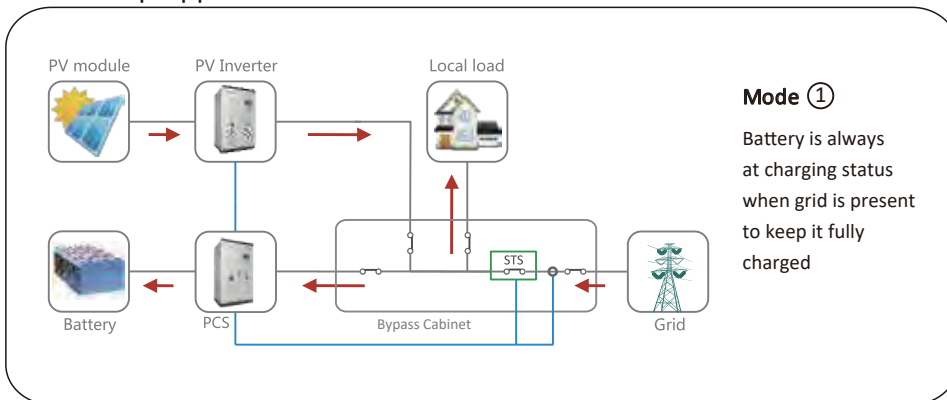 PV module
PV Inverter
Local load
Mode ①
Battery is always
at charging status
when grid is present
to keep it fully
charged
STS
Battery
PCS
Bypass Cabinet
Grid